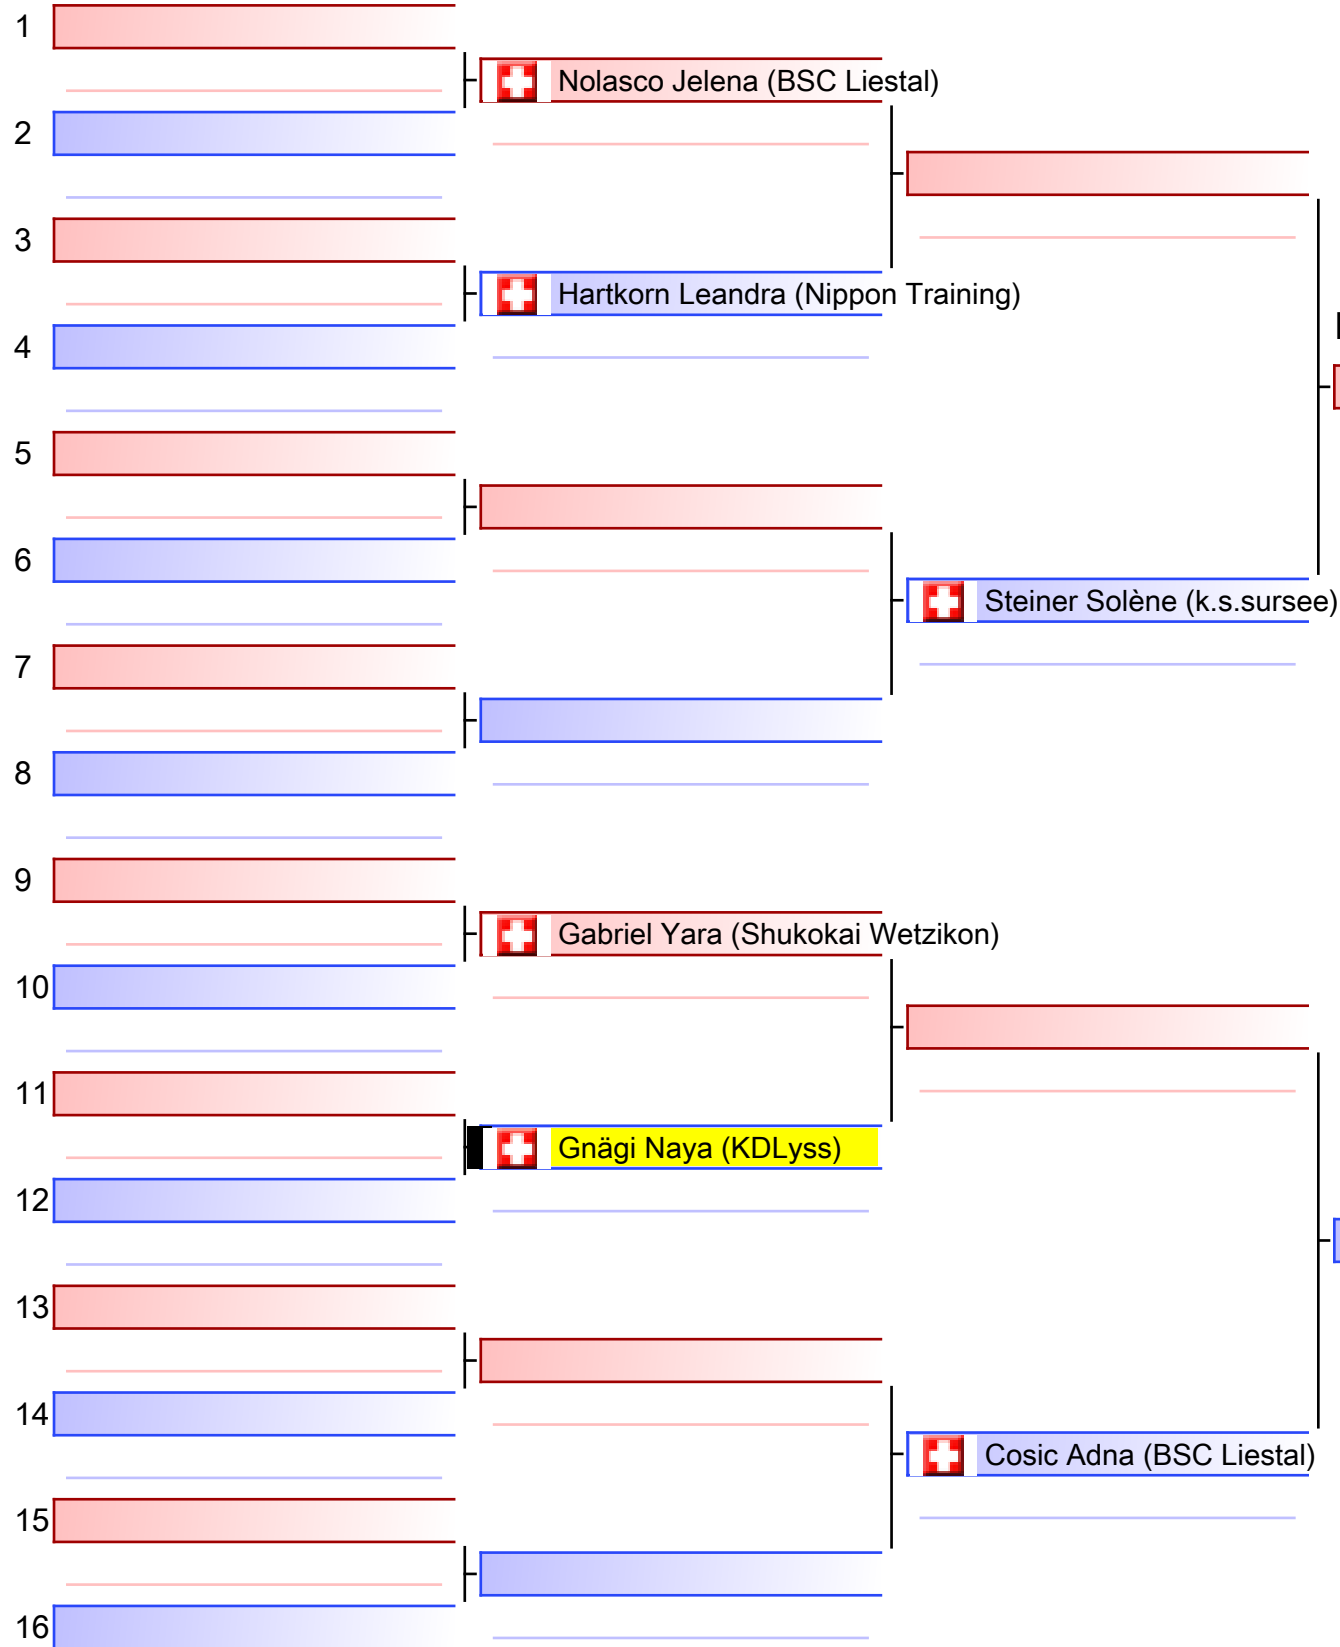 1
Nolasco Jelena (BSC Liestal)
2
3
Hartkorn Leandra (Nippon Training)
4
5
6
Steiner Solène (k.s.sursee)
7
8
9
Gabriel Yara (Shukokai Wetzikon)
10
11
Gnägi Naya (KDLyss)
12
13
14
Cosic Adna (BSC Liestal)
15
16